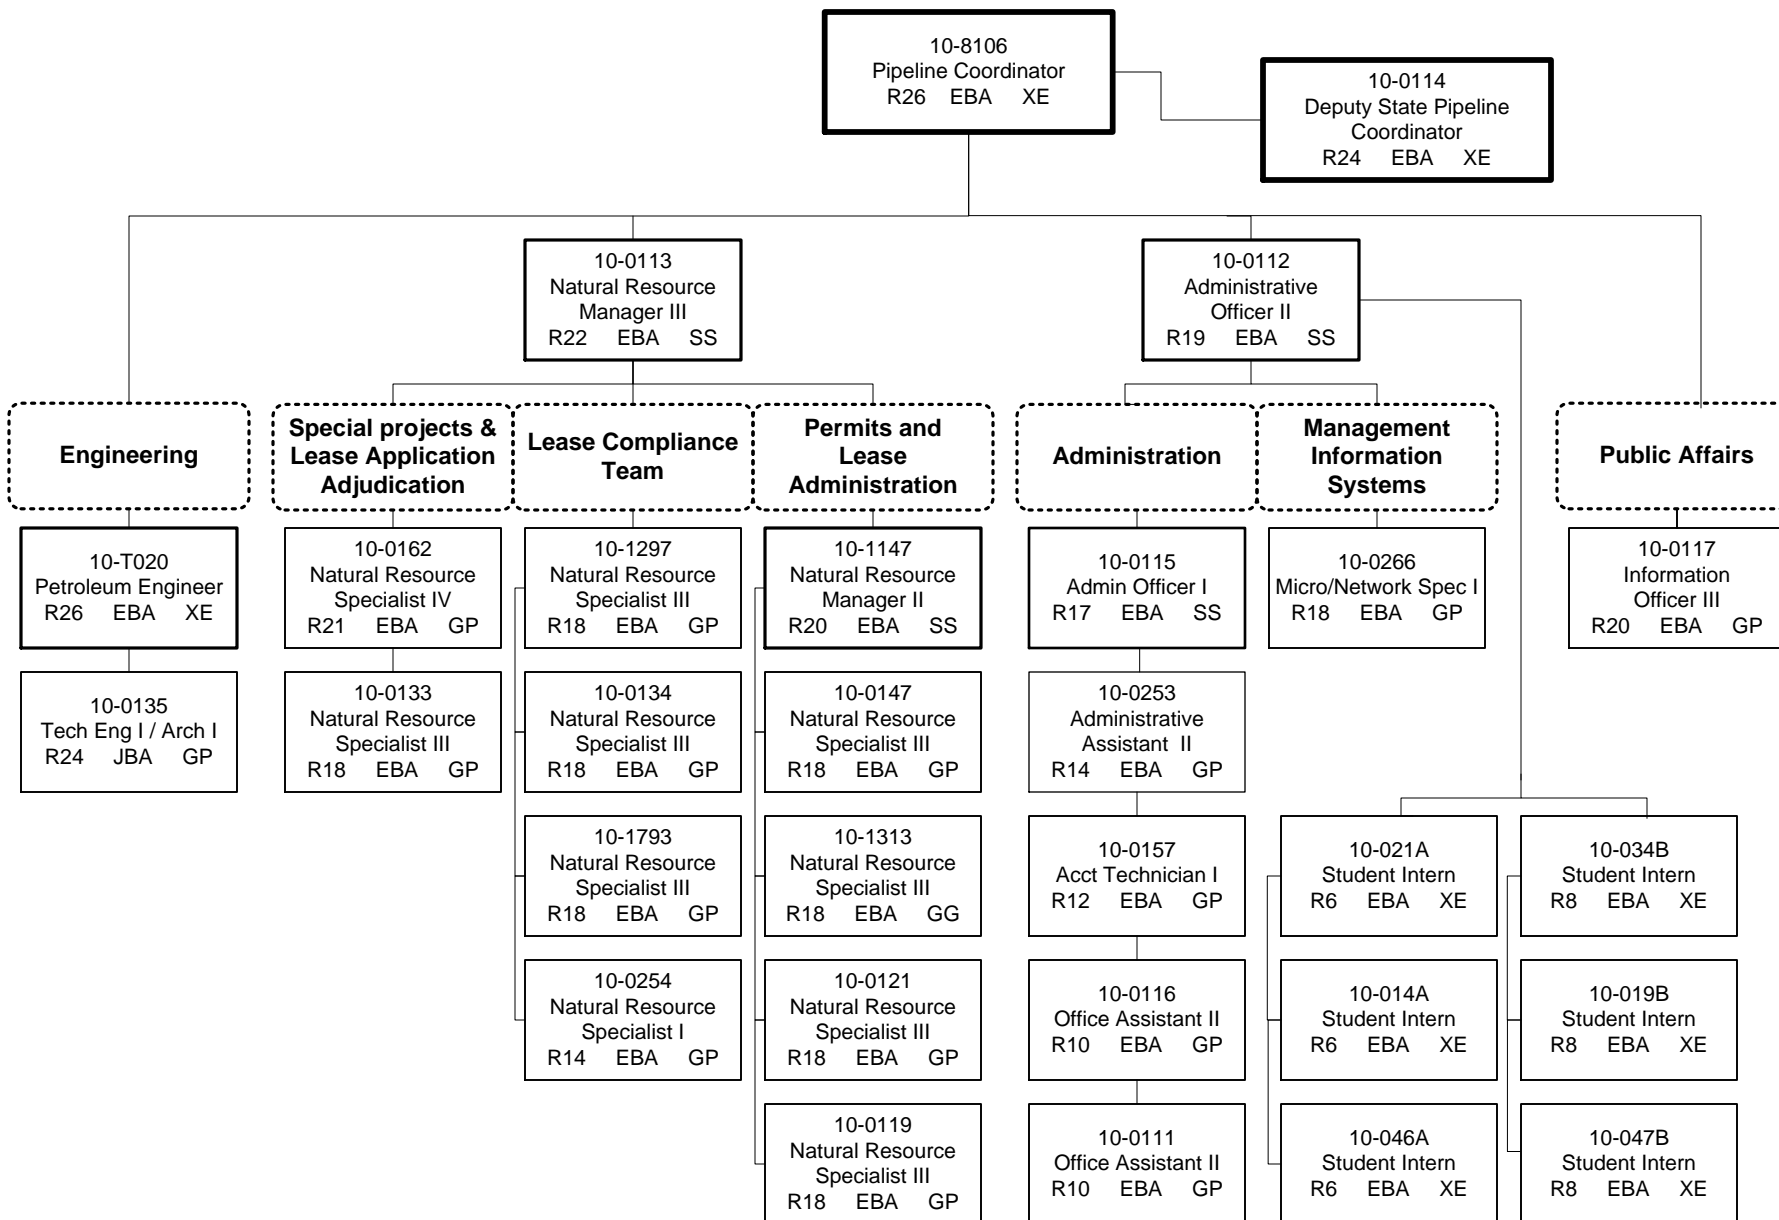 10-8106
Pipeline Coordinator
R26 EBA XE
10-0114
Deputy State Pipeline
Coordinator
R24 EBA XE
10-0113
Natural Resource
Manager III
R22 EBA SS
10-0112
Administrative
Officer II
R19 EBA SS
Engineering
Special projects &
Lease Application
Adjudication
Lease Compliance
Team
Permits and
Lease
Administration
Administration
Management
Information
Systems
Public Affairs
10-T020
Petroleum Engineer
R26 EBA XE
10-0162
Natural Resource
Specialist IV
R21 EBA GP
10-1297
Natural Resource
Specialist III
R18 EBA GP
10-1147
Natural Resource
Manager II
R20 EBA SS
10-0115
Admin Officer I
R17 EBA SS
10-0266
Micro/Network Spec I
R18 EBA GP
10-0117
Information
Officer III
R20 EBA GP
10-0135
Tech Eng I / Arch I
R24 JBA GP
10-0133
Natural Resource
Specialist III
R18 EBA GP
10-0134
Natural Resource
Specialist III
R18 EBA GP
10-0147
Natural Resource
Specialist III
R18 EBA GP
10-0253
Administrative
Assistant II
R14 EBA GP
10-1793
Natural Resource
Specialist III
R18 EBA GP
10-1313
Natural Resource
Specialist III
R18 EBA GG
10-0157
Acct Technician I
R12 EBA GP
10-021A
Student Intern
R6 EBA XE
10-034B
Student Intern
R8 EBA XE
10-0254
Natural Resource
Specialist I
R14 EBA GP
10-0121
Natural Resource
Specialist III
R18 EBA GP
10-0116
Office Assistant II
R10 EBA GP
10-014A
Student Intern
R6 EBA XE
10-019B
Student Intern
R8 EBA XE
10-0119
Natural Resource
Specialist III
R18 EBA GP
10-0111
Office Assistant II
R10 EBA GP
10-046A
Student Intern
R6 EBA XE
10-047B
Student Intern
R8 EBA XE